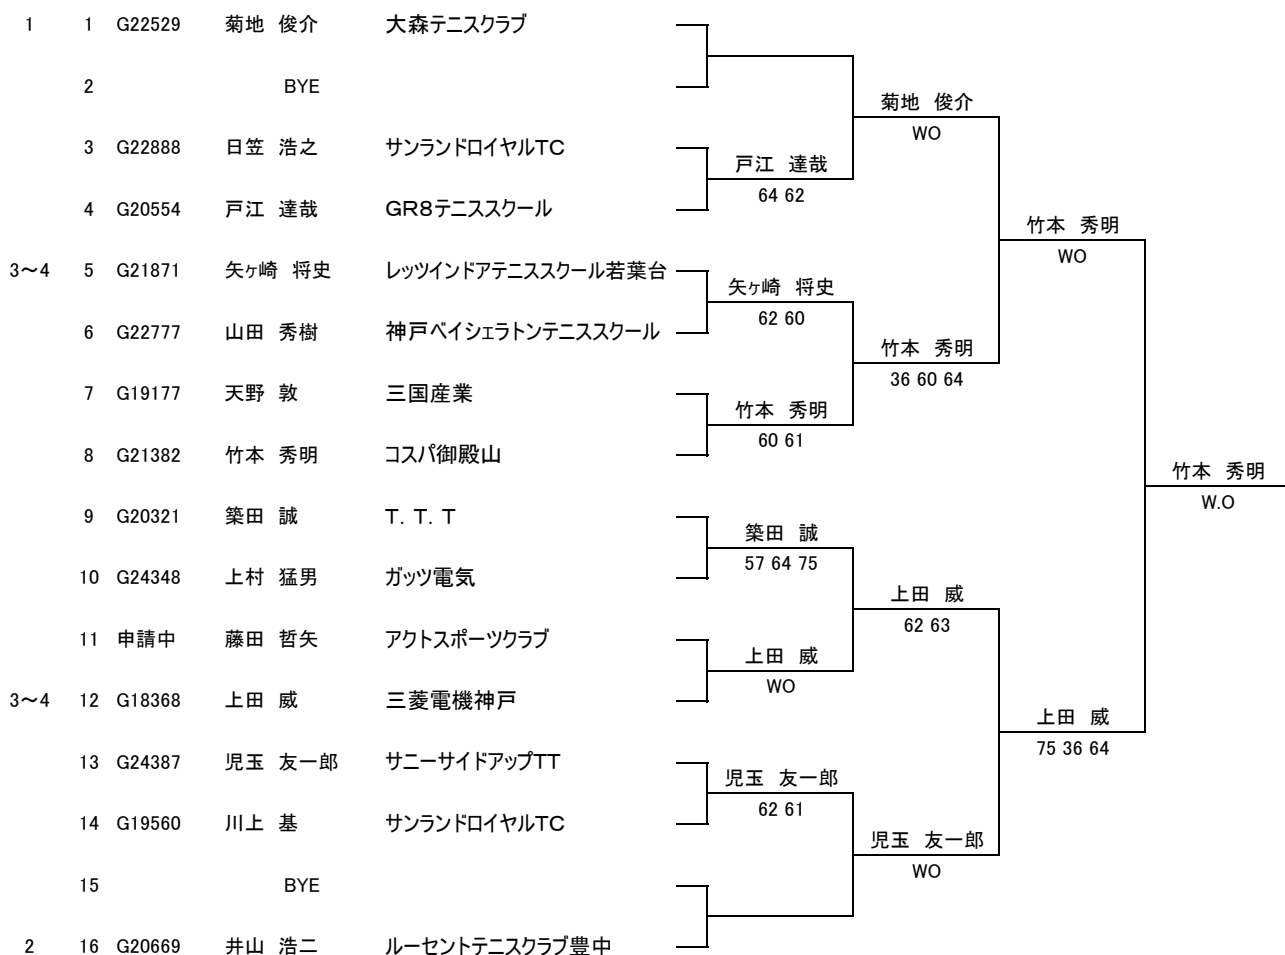 1 1 G22529 菊地 俊介 大森テニスクラブ
2 BYE
菊地 俊介
WO
3 G22888 日笠 浩之 サンランドロイヤルTC
戸江 達哉
64 62
4 G20554 戸江 達哉 GR8テニススクール
竹本 秀明
WO
3～4 5 G21871 矢ヶ崎 将史 レッツインドアテニススクール若葉台
矢ヶ崎 将史
62 60
6 G22777 山田 秀樹 神戸ベイシェラトンテニススクール
竹本 秀明
36 60 64
7 G19177 天野 敦 三国産業
竹本 秀明
60 61
8 G21382 竹本 秀明 コスパ御殿山
竹本 秀明
W.O
9 G20321 築田 誠 T．T．T
築田 誠
57 64 75
10 G24348 上村 猛男 ガッツ電気
上田 威
62 63
11 申請中 藤田 哲矢 アクトスポーツクラブ
上田 威
WO
3～4 12 G18368 上田 威 三菱電機神戸
上田 威
75 36 64
13 G24387 児玉 友一郎 サニーサイドアップTT
児玉 友一郎
62 61
14 G19560 川上 基 サンランドロイヤルTC
児玉 友一郎
WO
15 BYE
2 16 G20669 井山 浩二 ルーセントテニスクラブ豊中